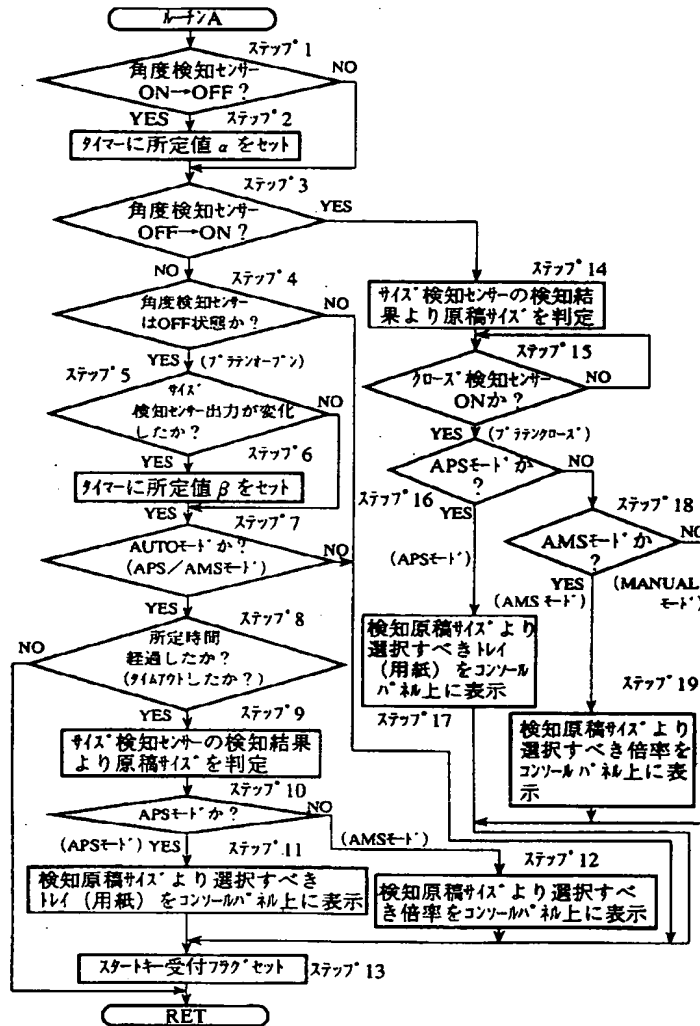 ルーチンA
ステップ1
角度検知センサー
ON→OFF?
NO
YES
ステップ2
タイマーに所定値αをセット
ステップ3
角度検知センサー
OFF→ON?
YES
NO
ステップ4
角度検知センサー
はOFF状態か?
NO
YES
(プラテンオープン)
ステップ5
サイズ
検知センサー出力が変化
したか?
NO
YES
ステップ6
タイマーに所定値βをセット
YES
ステップ7
AUTOモードか?
(APS/AMSモード)
NO
YES
ステップ8
NO
所定時間
経過したか?
(タイムアウトしたか?)
YES
ステップ9
サイズ検知センサーの検知結果
より原稿サイズを判定
ステップ10
APSモードか?
NO
(APSモード) YES
(AMSモード)
ステップ11
検知原稿サイズより選択すべき
トレイ(用紙)をコンソールパネル上に表示
ステップ12
検知原稿サイズより選択すべ
き倍率をコンソールパネル上に表示
スタートキー受付フラグセット
ステップ13
RET
ステップ14
サイズ検知センサーの検知結
果より原稿サイズを判定
ステップ15
クローズ検知センサー
ONか?
NO
YES
(プラテンクローズ)
APSモードか
?
NO
ステップ16
YES
(APSモード)
ステップ18
AMSモードか
?
NO
YES
(AMSモード)
(MANUAL
モード)
検知原稿サイズより
選択すべきトレイ
(用紙)をコンソール
パネル上に表示
ステップ17
ステップ19
検知原稿サイズより
選択すべき倍率を
コンソールパネル上に表
示